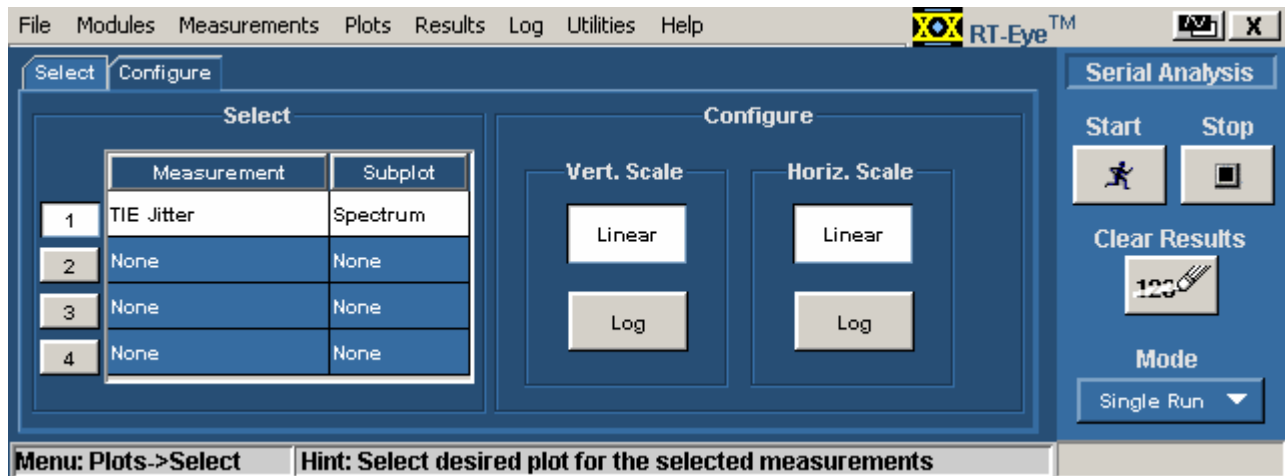 File Modules Measurements Plots Results Log Utilities Help RT-Eye™ X
Select Configure
Serial Analysis
Select
Configure
Start Stop
Measurement Subplot
Vert. Scale Horiz. Scale
1 TIE Jitter Spectrum
Linear Linear
2 None None
Clear Results
123
3 None None
Log Log
4 None None
Mode
Single Run
Menu: Plots->Select Hint: Select desired plot for the selected measurements